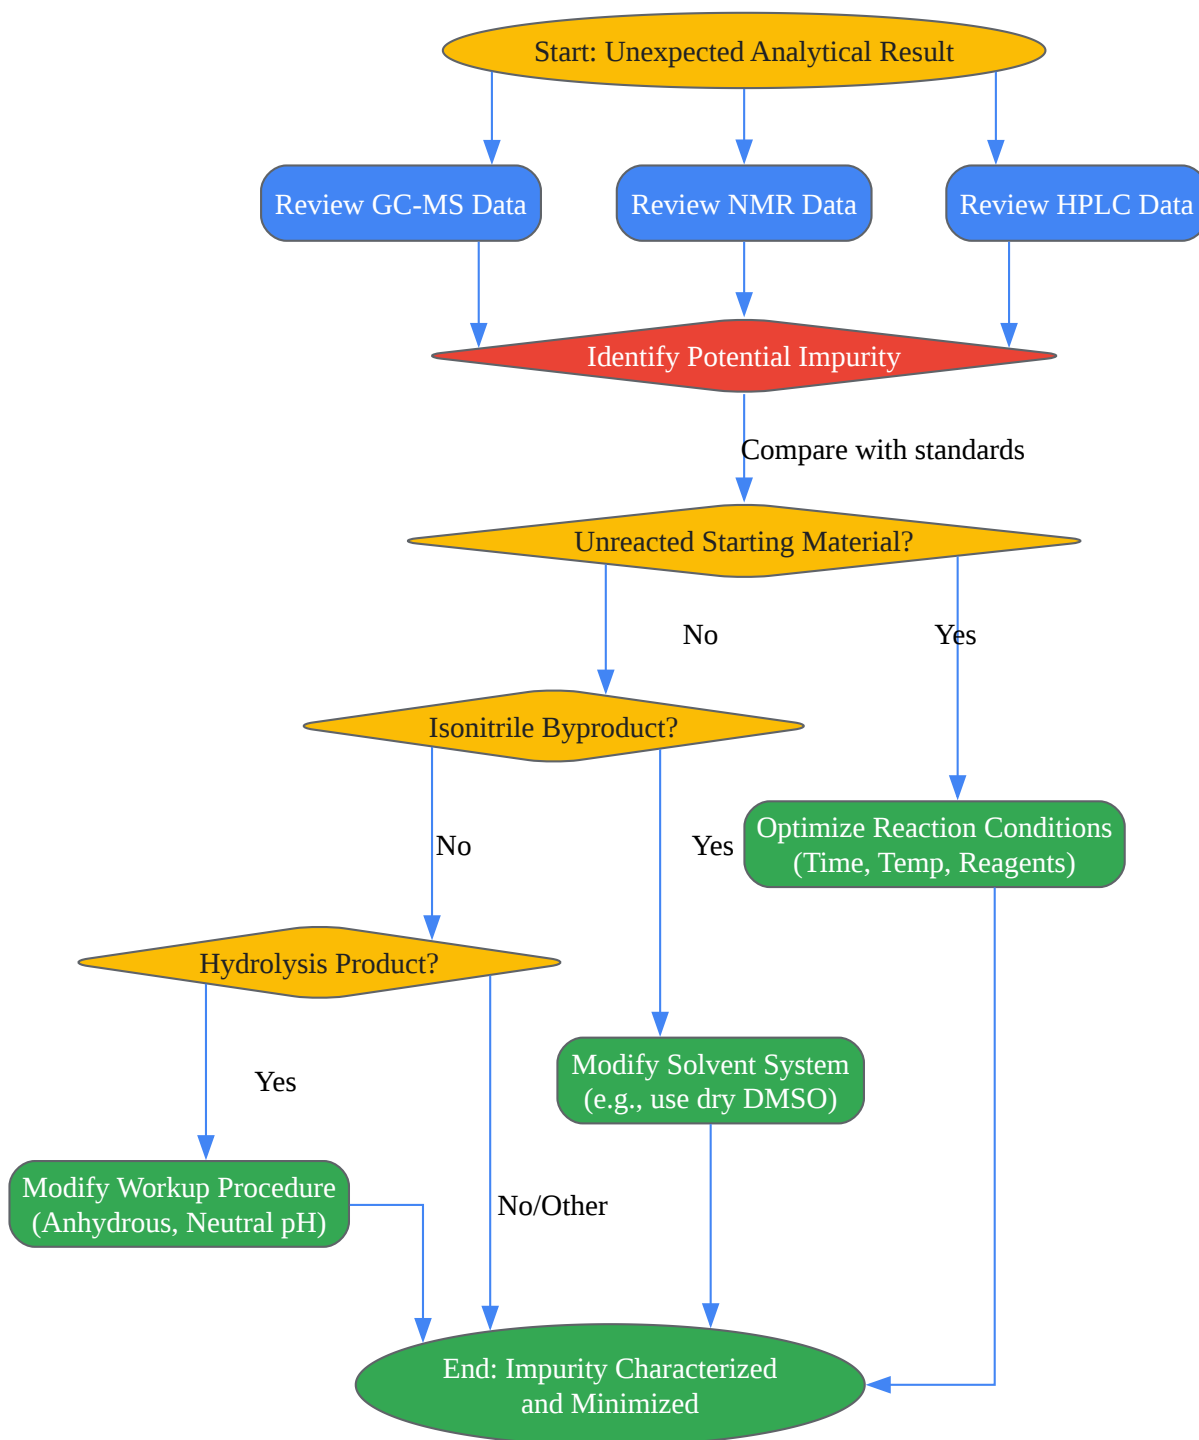 Start: Unexpected Analytical Result
Review GC-MS Data
Review NMR Data
Review HPLC Data
Identify Potential Impurity
Compare with standards
Unreacted Starting Material?
No
Yes
Isonitrile Byproduct?
No
Yes
Optimize Reaction Conditions
(Time, Temp, Reagents)
Hydrolysis Product?
Yes
Modify Solvent System
(e.g., use dry DMSO)
Modify Workup Procedure
(Anhydrous, Neutral pH)
No/Other
End: Impurity Characterized
and Minimized